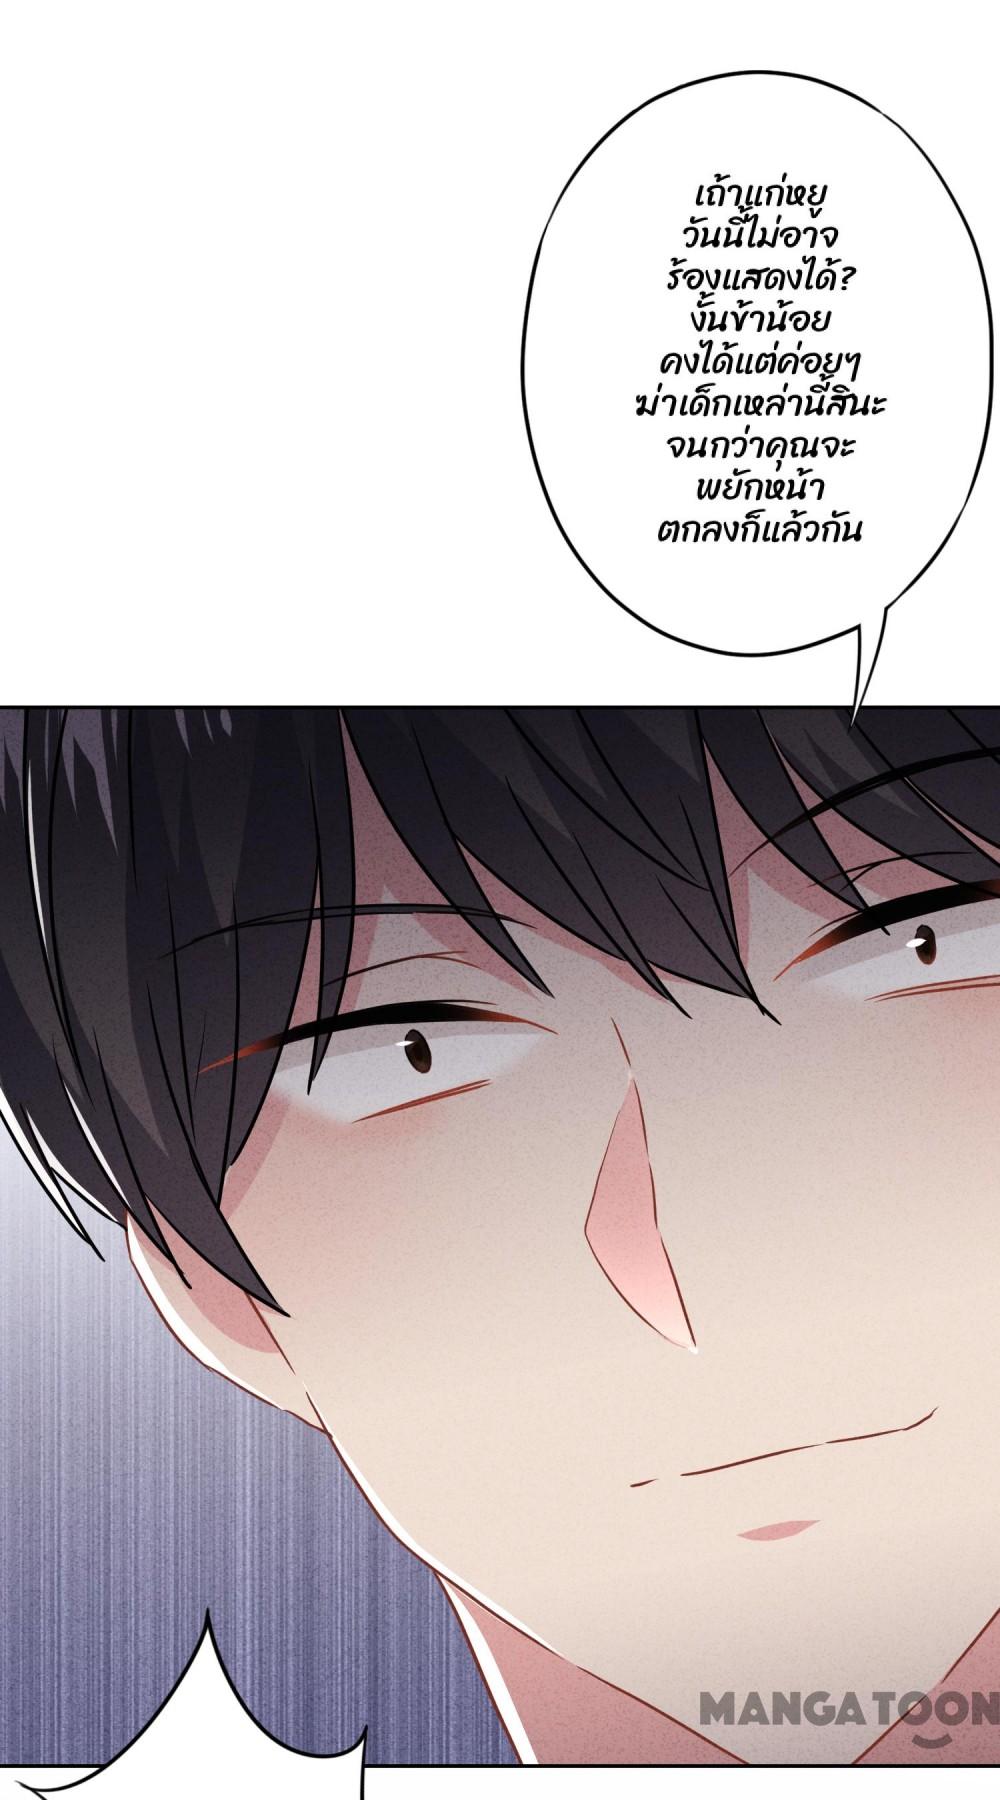 เถ้าแก่หยู
วันนี้ไม่อาจ
ร้องแสดงได้?
งั้นข้าน้อย
คงได้แต่ค่อยๆ
ฆ่าเด็กเหล่านี้สินะ
จนกว่าคุณจะ
พยักหน้า
ตกลงก็แล้วกัน
MANGATOON